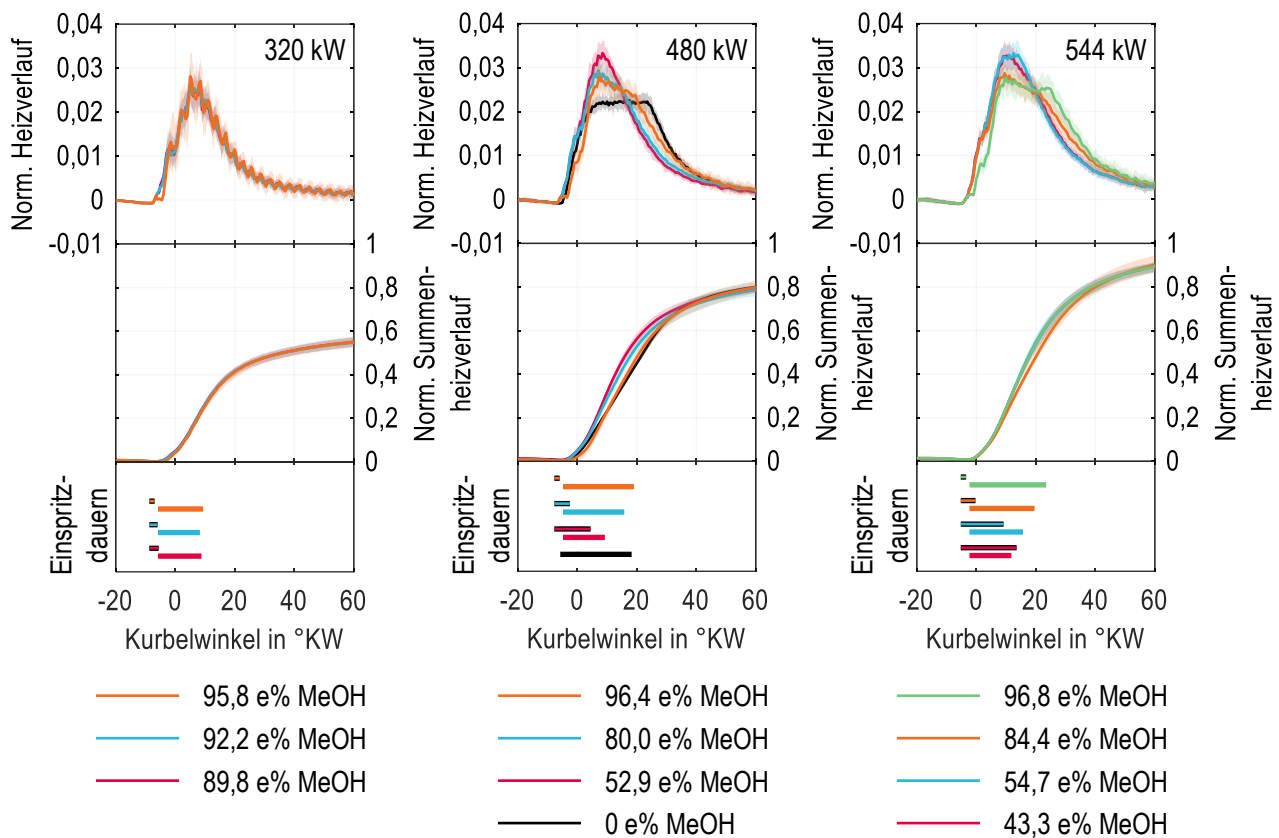 320 kW
480 kW
544 kW
0,04
0,03
0,02
0,01
0
-0,01
Norm. Heizverlauf
0,04
0,03
0,02
0,01
0
-0,01
Norm. Heizverlauf
0,04
0,03
0,02
0,01
0
-0,01
Norm. Heizverlauf
1
0,8
0,6
0,4
0,2
0
Norm. Summen-
heizverlauf
1
0,8
0,6
0,4
0,2
0
Norm. Summen-
heizverlauf
1
0,8
0,6
0,4
0,2
0
Norm. Summen-
heizverlauf
Einspritz-
dauern
Einspritz-
dauern
Einspritz-
dauern
-20 0 20 40 60
-20 0 20 40 60
-20 0 20 40 60
Kurbelwinkel in °KW
Kurbelwinkel in °KW
Kurbelwinkel in °KW
95,8 e% MeOH
92,2 e% MeOH
89,8 e% MeOH
96,4 e% MeOH
80,0 e% MeOH
52,9 e% MeOH
0 e% MeOH
96,8 e% MeOH
84,4 e% MeOH
54,7 e% MeOH
43,3 e% MeOH